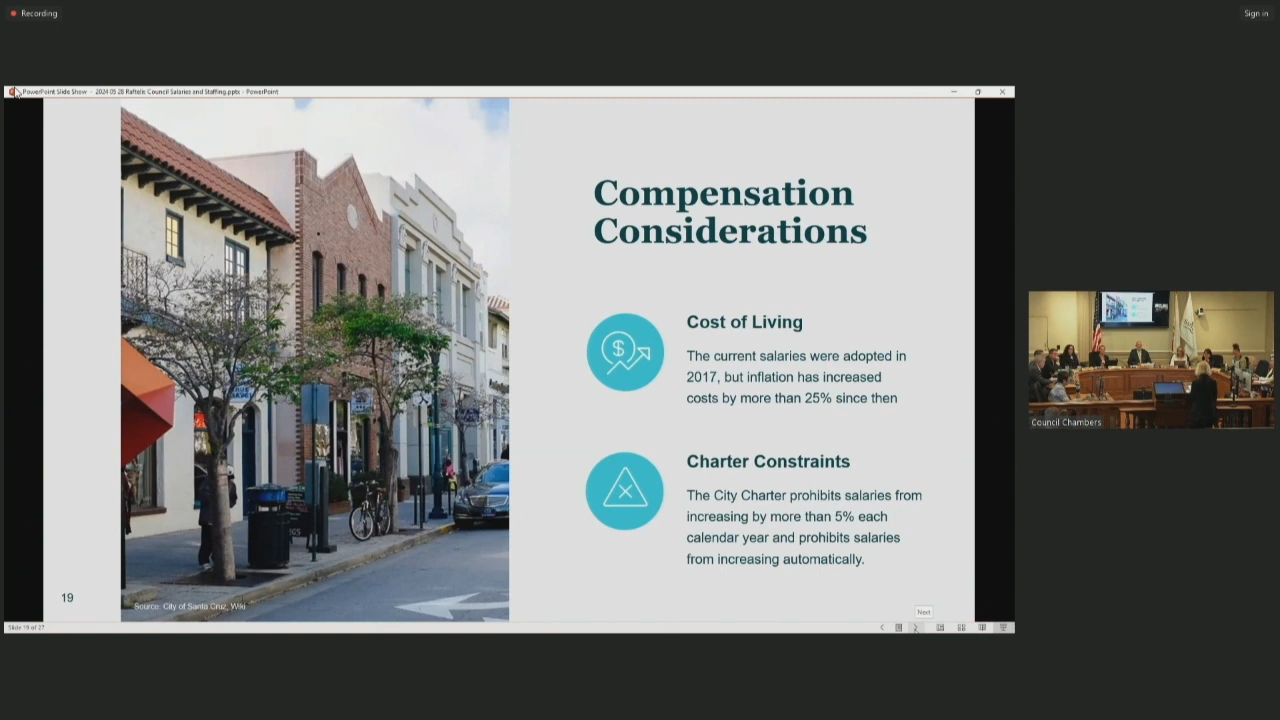 Recording
Sign in
PowerPoint Slide Show - 2024 05 28 Raftelis Council Salaries and Staffing.pptx - PowerPoint
Compensation
Considerations
Cost of Living
The current salaries were adopted in
2017, but inflation has increased
costs by more than 25% since then
Charter Constraints
The City Charter prohibits salaries from
increasing by more than 5% each
calendar year and prohibits salaries
from increasing automatically.
19
Source: City of Santa Cruz, Wiki
Next
Slide 19 of 27
Council Chambers